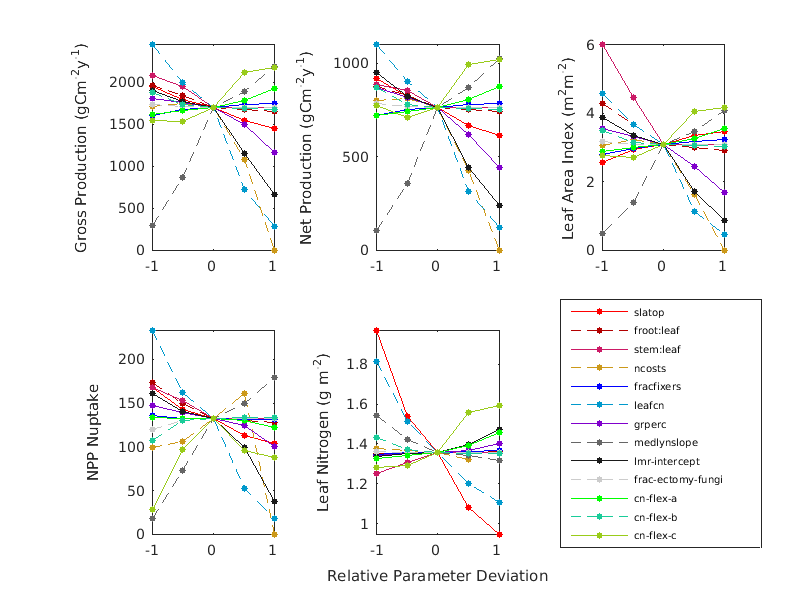 Gross Production (gCm⁻²y⁻¹)
2000
1500
1000
500
0
-1 0 1
Net Production (gCm⁻²y⁻¹)
1000
500
0
-1 0 1
Leaf Area Index (m²m⁻²)
6
4
2
0
-1 0 1
NPP Nuptake
200
150
100
50
0
-1 0 1
Leaf Nitrogen (g m⁻²)
1.8
1.6
1.4
1.2
1
-1 0 1
slatop
froot:leaf
stem:leaf
ncosts
fracfixers
leafcn
grperc
medlynslope
lmr-intercept
frac-ectomy-fungi
cn-flex-a
cn-flex-b
cn-flex-c
Relative Parameter Deviation